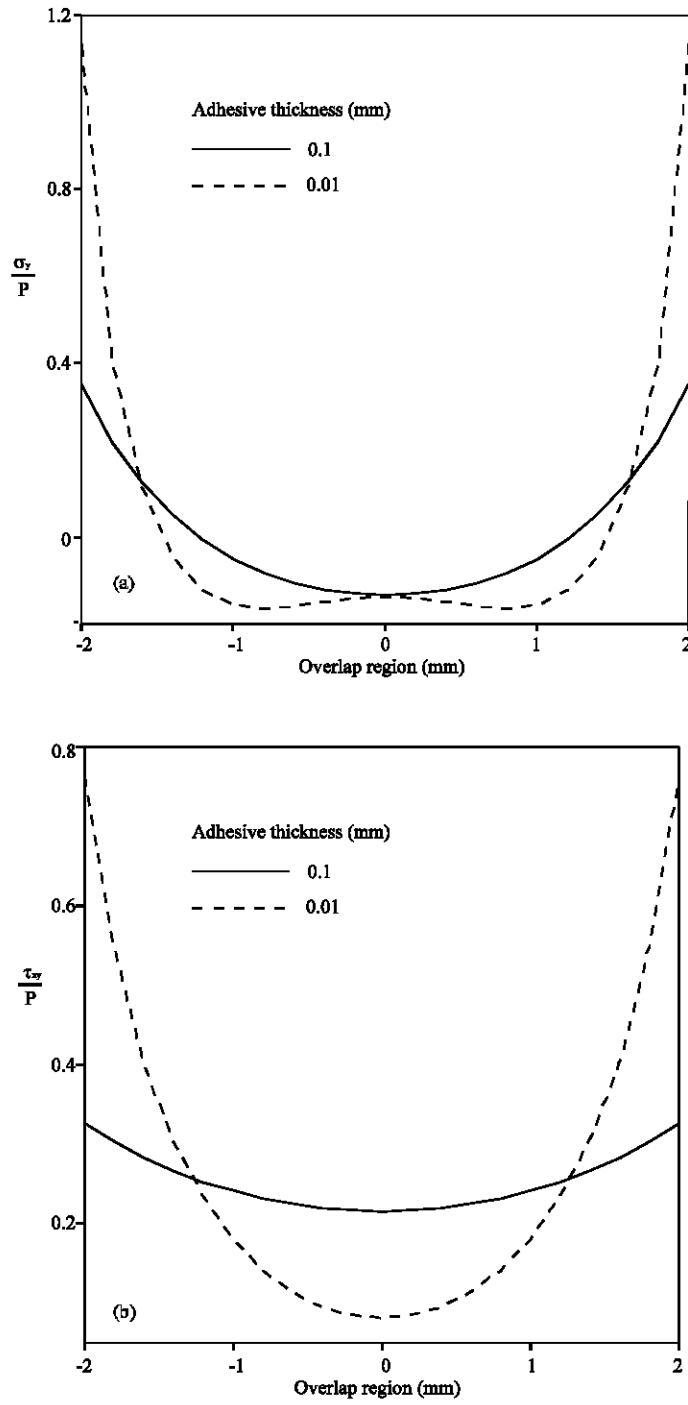 1.2
Adhesive thickness (mm)
0.1
0.01
0.8
σy
P
0.4
0
(a)
-
-2 -1 0 1 2
Overlap region (mm)
0.8
Adhesive thickness (mm)
0.1
0.01
0.6
τxy
P
0.4
0.2
(b)
-2 -1 0 1 2
Overlap region (mm)